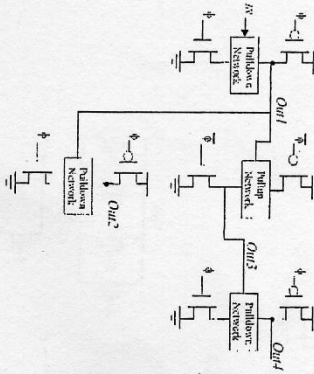 ϕ
IN
Pulldown
Network
ϕ
Out1
ϕ
Pulldown
Network
ϕ
Out2
ϕ̅
Pullup
Network
ϕ̅
Out3
ϕ
Pulldown
Network
ϕ
Out4